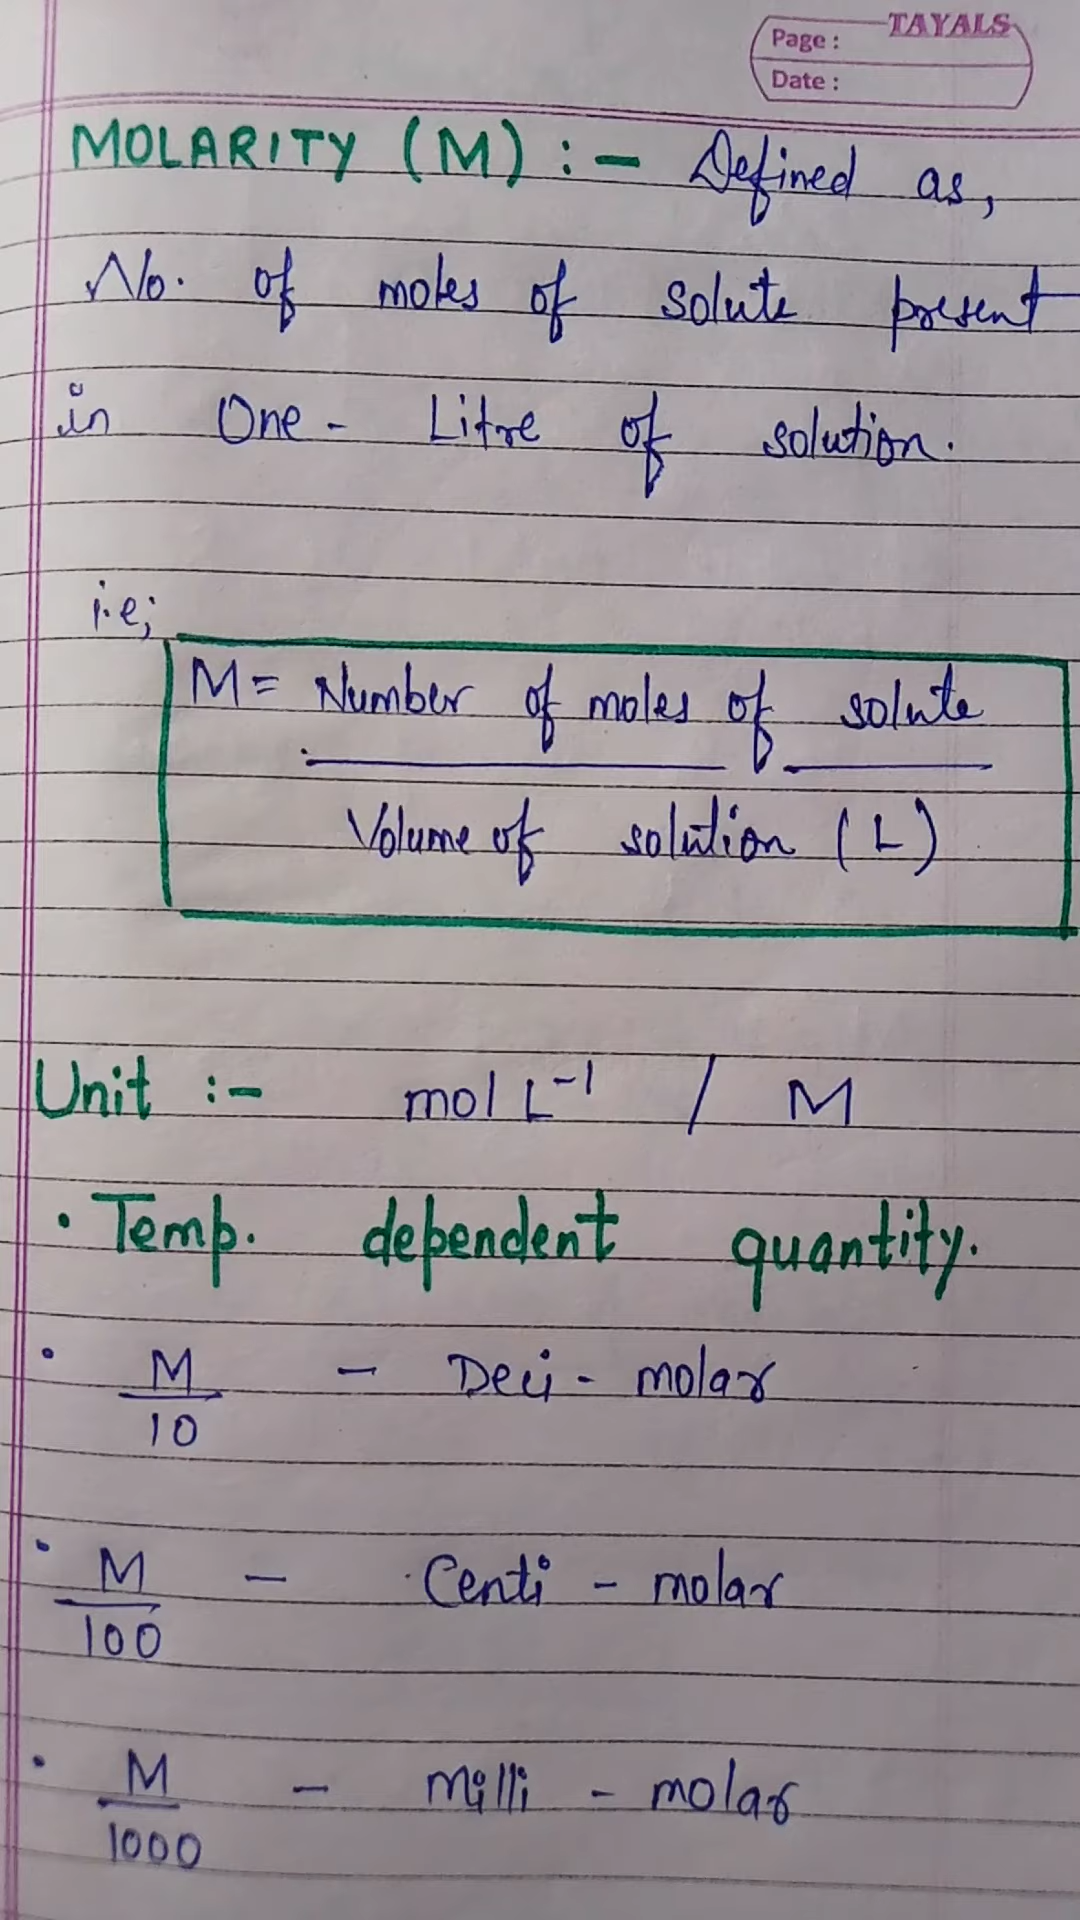 TAYALS
Page :
Date :
MOLARITY (M) :- Defined as,
No. of moles of solute present
in One - Litre of solution.
i.e;
M = Number of moles of solute
Volume of solution (L)
Unit :- mol L⁻¹ / M
• Temp. dependent quantity.
• M/10 - Deci - molar
• M/100 - Centi - molar
• M/1000 - Milli - molar